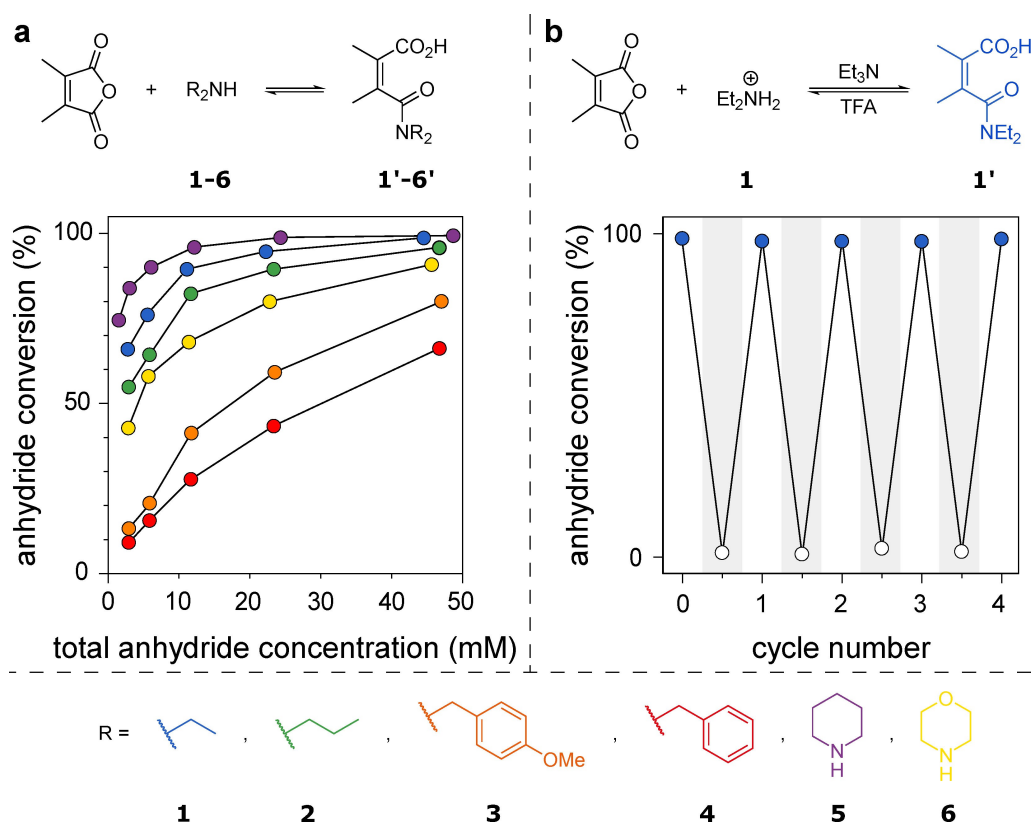 a
O
O
O
+
R₂NH
CO₂H
O
NR₂
1-6
1'-6'
anhydride conversion (%)
100
50
0
0 10 20 30 40 50
total anhydride concentration (mM)
b
O
O
O
+
⊕
Et₂NH₂
Et₃N
TFA
CO₂H
O
NEt₂
1
1'
anhydride conversion (%)
100
0
0 1 2 3 4
cycle number
R = , , OMe , , N H , O N H
1 2 3 4 5 6